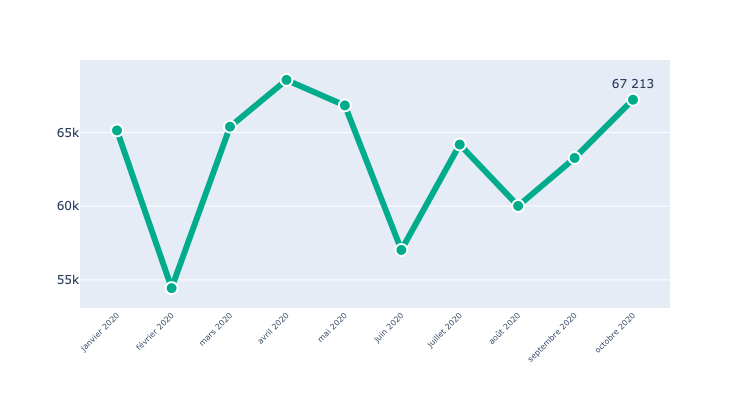 67 213
65k
60k
55k
janvier 2020
février 2020
mars 2020
avril 2020
mai 2020
juin 2020
juillet 2020
août 2020
septembre 2020
octobre 2020